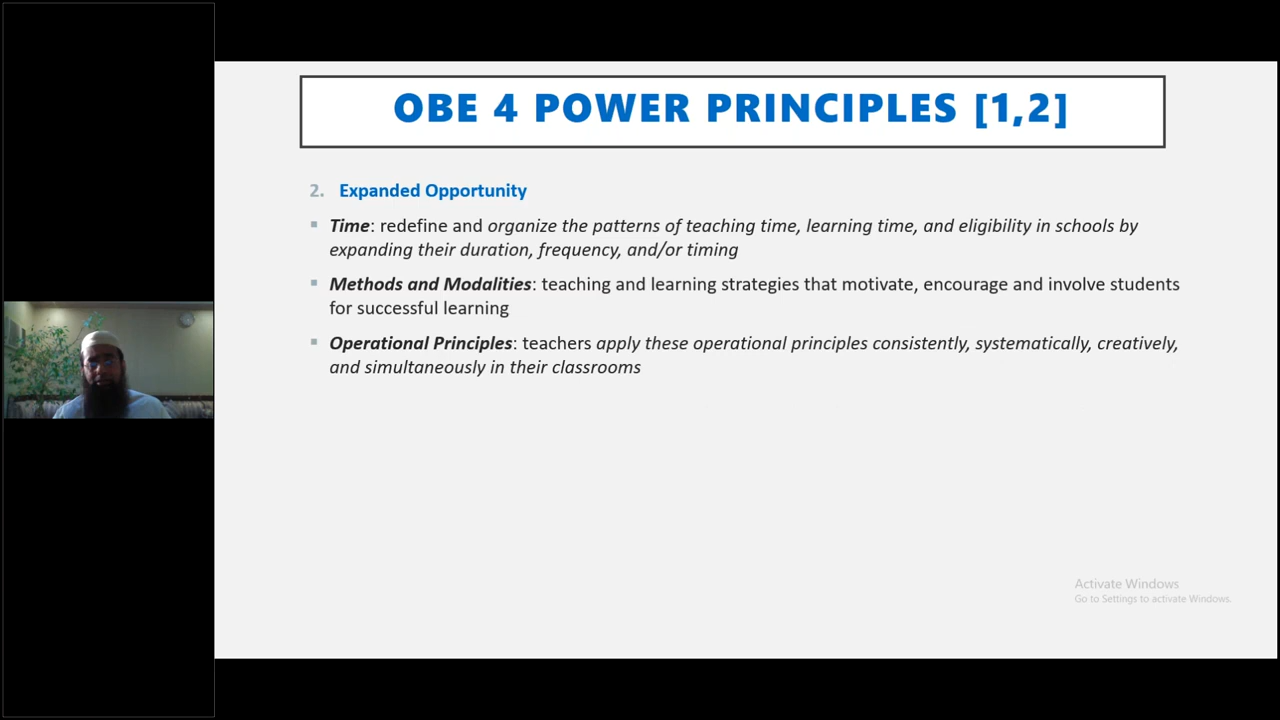 OBE 4 POWER PRINCIPLES [1,2]
2. Expanded Opportunity
▪ Time: redefine and organize the patterns of teaching time, learning time, and eligibility in schools by
expanding their duration, frequency, and/or timing
▪ Methods and Modalities: teaching and learning strategies that motivate, encourage and involve students
for successful learning
▪ Operational Principles: teachers apply these operational principles consistently, systematically, creatively,
and simultaneously in their classrooms
Activate Windows
Go to Settings to activate Windows.